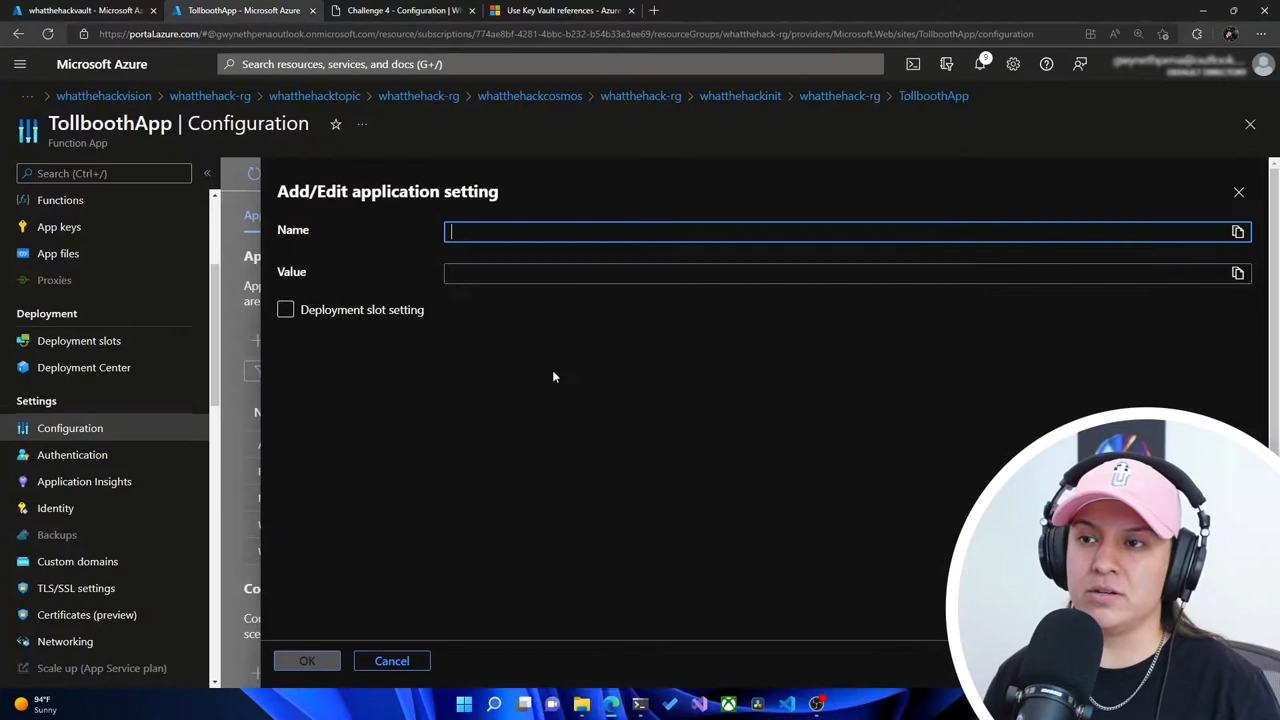 whatthehackvault - Microsoft Az
TollboothApp - Microsoft Azure
Challenge 4 - Configuration | Wh
Use Key Vault references - Azure
https://portal.azure.com/#@gwynethpenaoutlook.onmicrosoft.com/resource/subscriptions/774ae8bf-4281-4bbc-b232-b54b33e3ee69/resourceGroups/whatthehack-rg/providers/Microsoft.Web/sites/TollboothApp/configuration
Microsoft Azure
Search resources, services, and docs (G+/)
9
DEFAULT DIRECTORY
··· > whatthehackvision > whatthehack-rg > whatthehacktopic > whatthehack-rg > whatthehackcosmos > whatthehack-rg > whatthehackinit > whatthehack-rg > TollboothApp
TollboothApp | Configuration
Function App
Search (Ctrl+/)
Functions
App keys
App files
Proxies
Deployment
Deployment slots
Deployment Center
Settings
Configuration
Authentication
Application Insights
Identity
Backups
Custom domains
TLS/SSL settings
Certificates (preview)
Networking
Scale up (App Service plan)
Add/Edit application setting
Name
Value
Deployment slot setting
OK
Cancel
94°F
Sunny